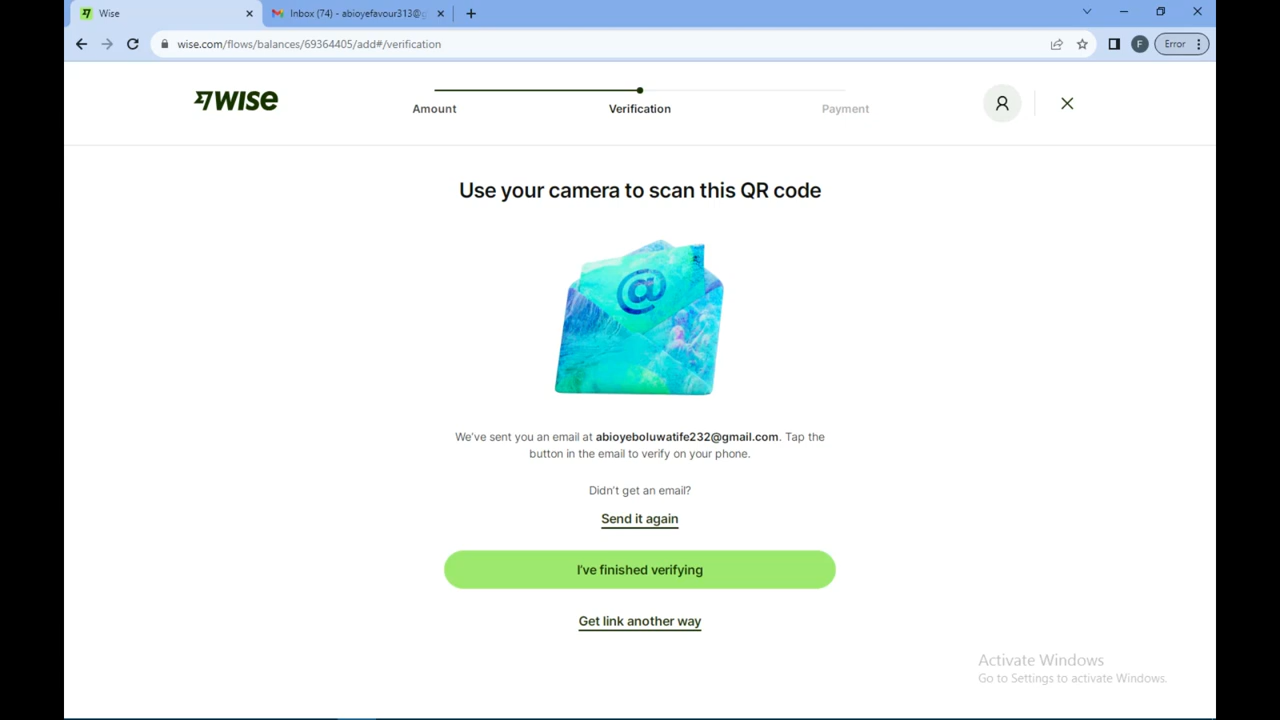 Wise
Inbox (74) - abioyefavour313@g
wise.com/flows/balances/69364405/add#/verification
F
Error
7WISE
Amount
Verification
Payment
Use your camera to scan this QR code
@
We've sent you an email at abioyeboluwatife232@gmail.com. Tap the
button in the email to verify on your phone.
Didn't get an email?
Send it again
I've finished verifying
Get link another way
Activate Windows
Go to Settings to activate Windows.